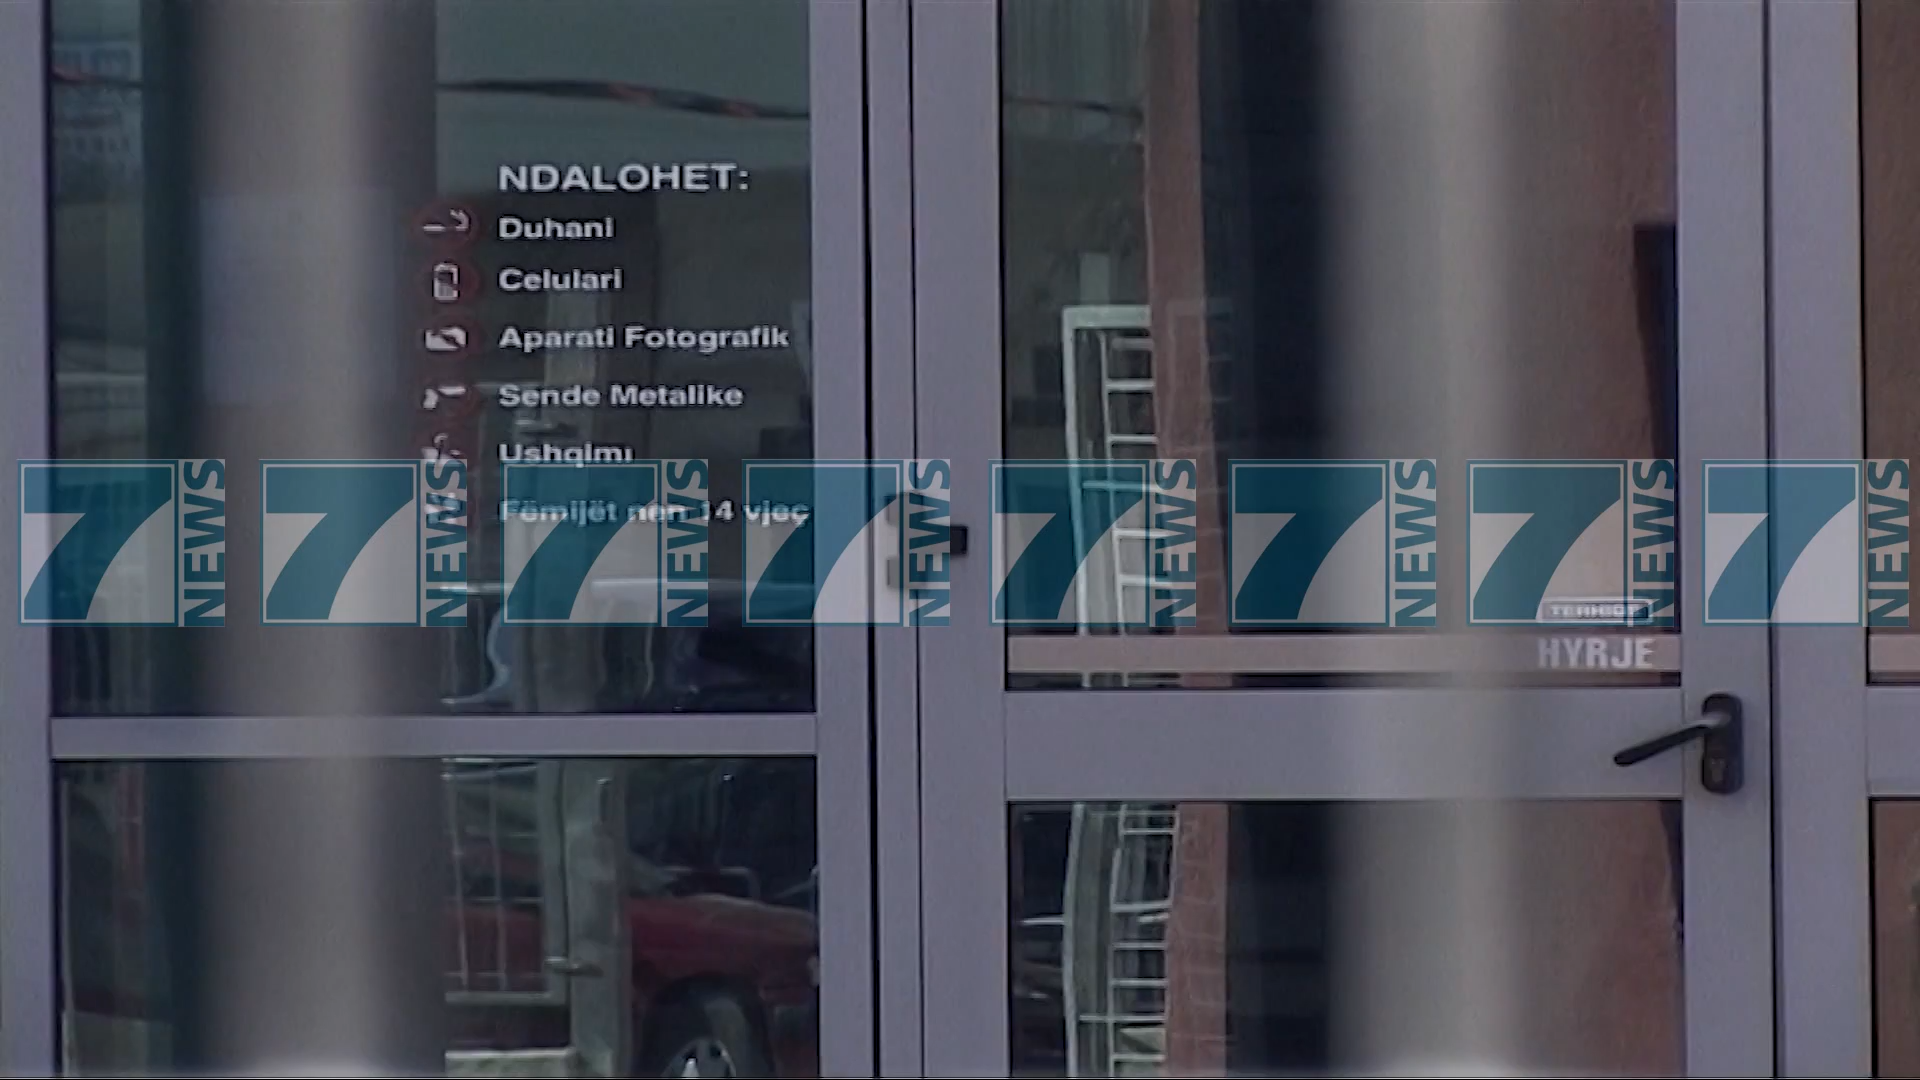 NDALOHET:
Duhani
Celulari
Aparati Fotografik
Sende Metalike
Ushqimi
Fëmijët nën 14 vjeç
7 NEWS 7 NEWS 7 NEWS 7 NEWS 7 NEWS 7 NEWS 7 NEWS 7 NEWS
HYRJE